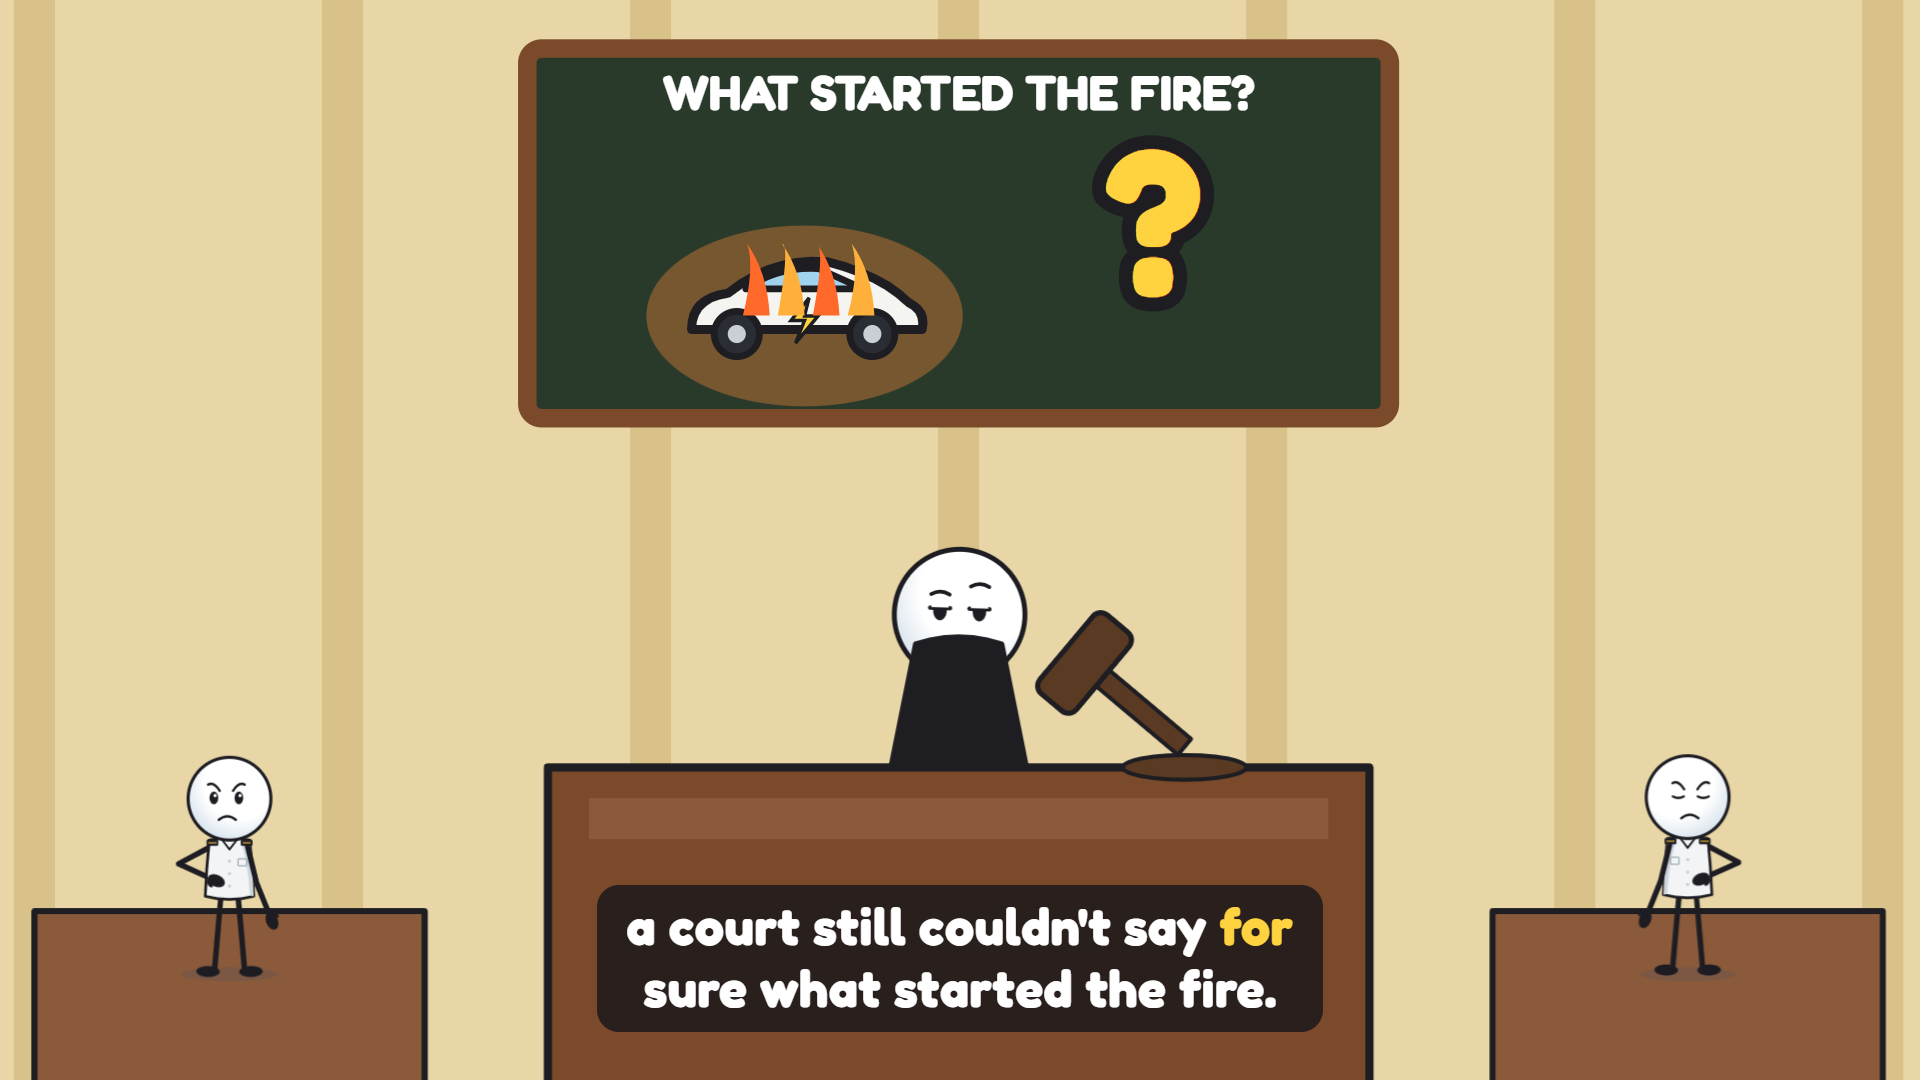 WHAT STARTED THE FIRE?
?
a court still couldn't say for
sure what started the fire.